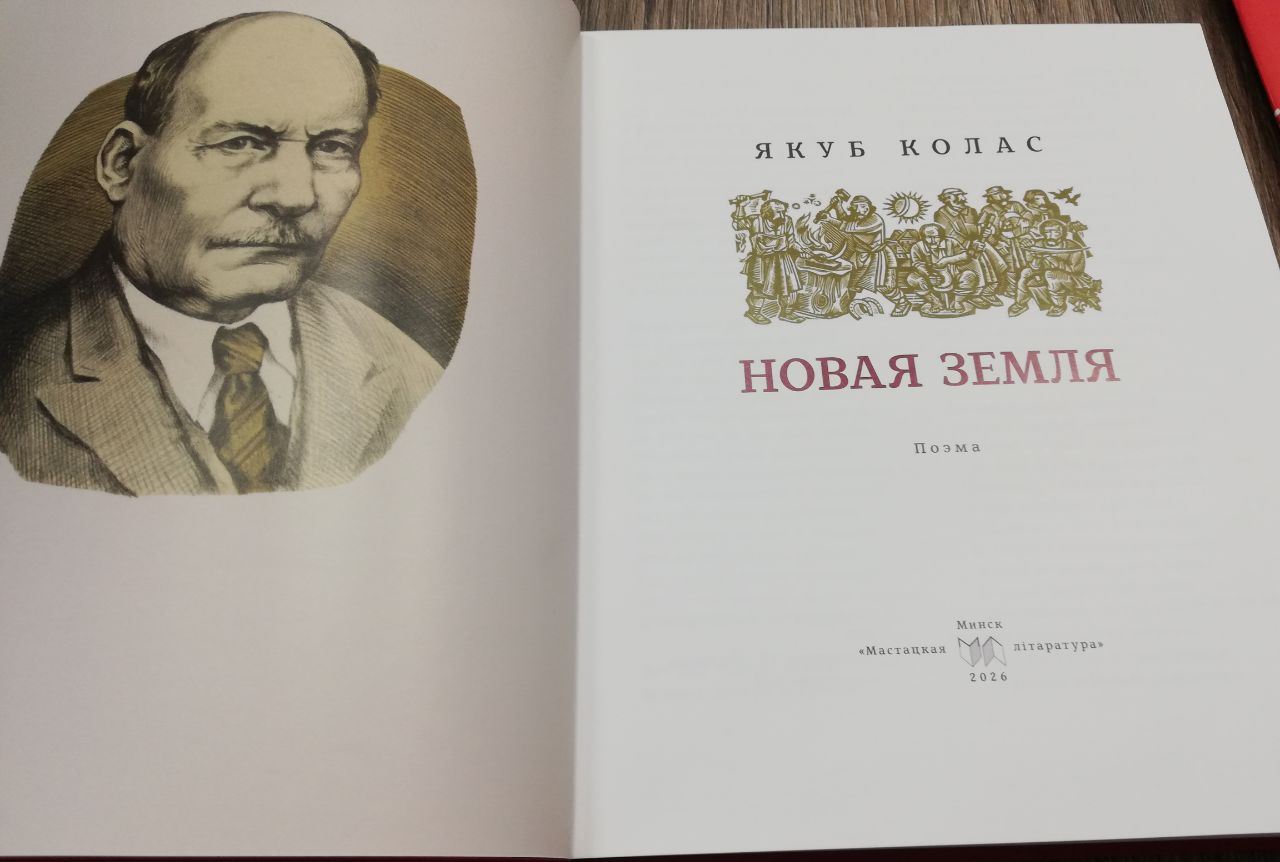 ЯКУБ КОЛАС
НОВАЯ ЗЕМЛЯ
Поэма
Минск
«Мастацкая літаратура»
2026